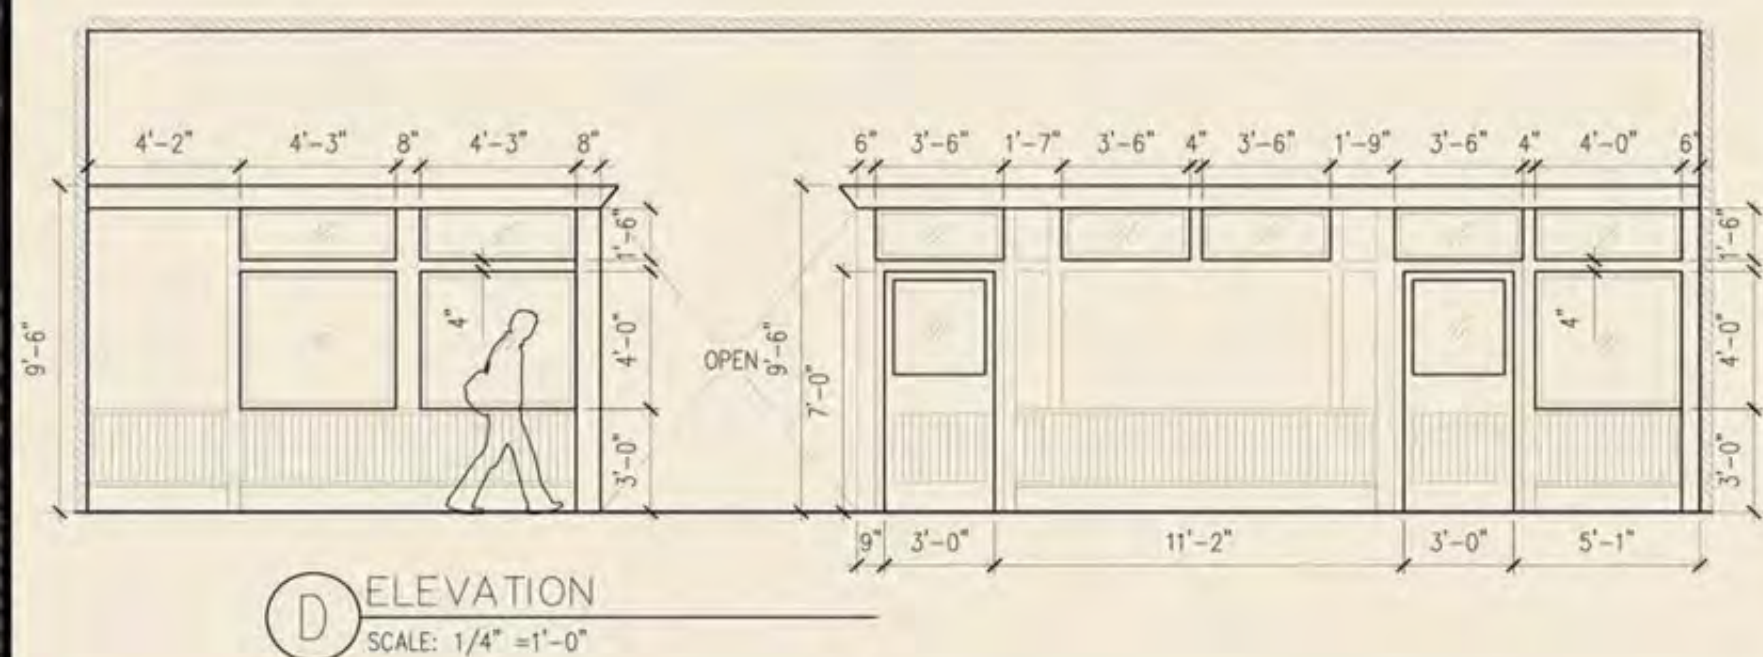 4'-2" 4'-3" 8" 4'-3" 8" 6" 3'-6" 1'-7" 3'-6" 4" 3'-6" 1'-9" 3'-6" 4" 4'-0" 6"
1'-6" 1'-6"
9'-6" 4" 4'-0" OPEN 9'-6" 7'-0" 4" 4'-0"
3'-0" 3'-0"
9" 3'-0" 11'-2" 3'-0" 5'-1"
D ELEVATION
SCALE: 1/4" =1'-0"